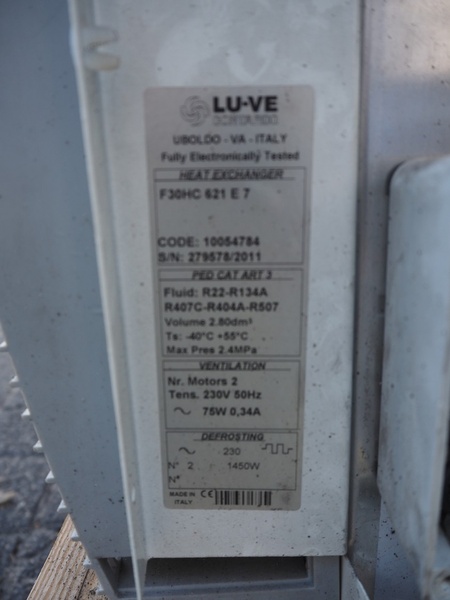 LU-VE
CONTARDO
UBOLDO - VA - ITALY
Fully Electronically Tested
HEAT EXCHANGER
F30HC 621 E 7
CODE: 10054784
S/N: 279578/2011
PED CAT ART 3
Fluid: R22-R134A
R407C-R404A-R507
Volume 2.80dm³
Ts: -40°C +55°C
Max Pres 2.4MPa
VENTILATION
Nr. Motors 2
Tens. 230V 50Hz
~ 75W 0,34A
DEFROSTING
~ 230
N° 2 1450W
N°
MADE IN ITALY CE